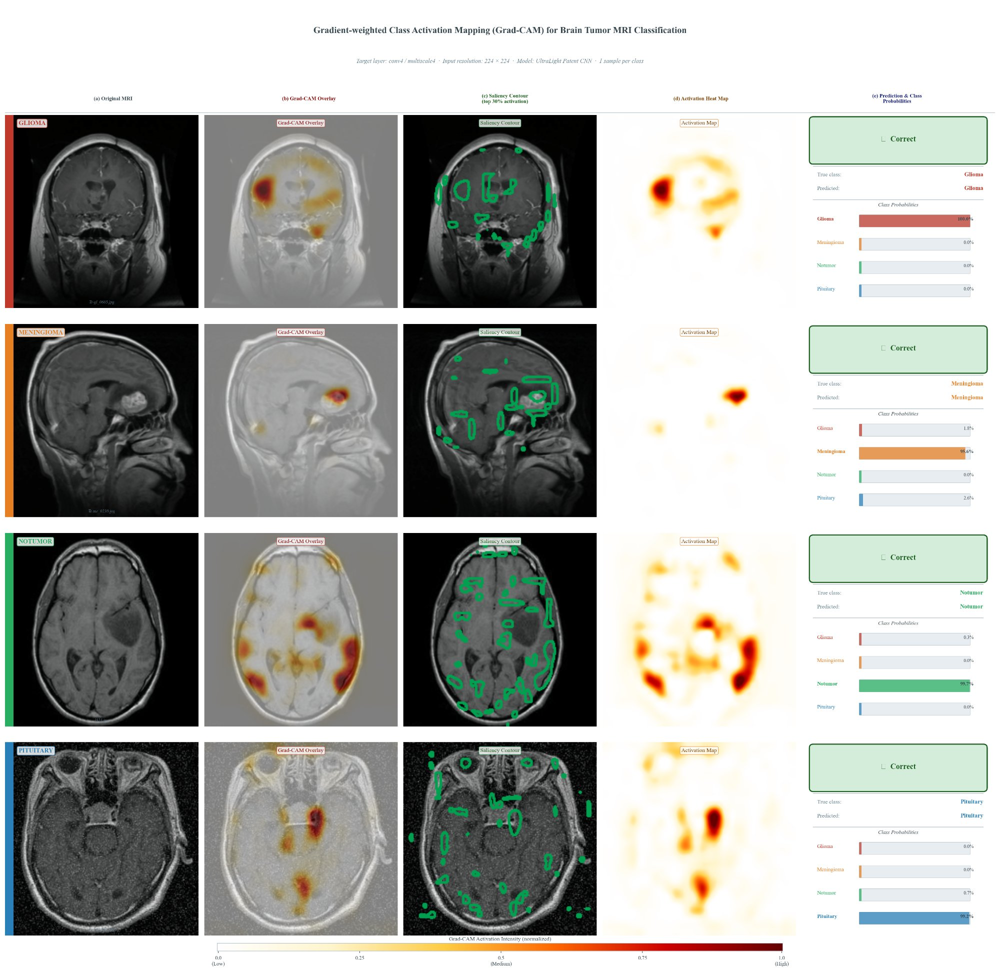 Gradient-weighted Class Activation Mapping (Grad-CAM) for Brain Tumor MRI Classification
Target layer: conv4 / multiscale4 · Input resolution: 224 × 224 · Model: UltraLight Patent CNN · 1 sample per class
(a) Original MRI
(b) Grad-CAM Overlay
(c) Saliency Contour
(top 30% activation)
(d) Activation Heat Map
(e) Prediction & Class
Probabilities
GLIOMA
Grad-CAM Overlay
Saliency Contour
Activation Map
Correct
True class: Glioma
Predicted: Glioma
Class Probabilities
Glioma 100.0%
Meningioma 0.0%
Notumor 0.0%
Pituitary 0.0%
MENINGIOMA
Grad-CAM Overlay
Saliency Contour
Activation Map
Correct
True class: Meningioma
Predicted: Meningioma
Class Probabilities
Glioma 1.8%
Meningioma 95.6%
Notumor 0.0%
Pituitary 2.6%
NOTUMOR
Grad-CAM Overlay
Saliency Contour
Activation Map
Correct
True class: Notumor
Predicted: Notumor
Class Probabilities
Glioma 0.3%
Meningioma 0.0%
Notumor 99.7%
Pituitary 0.0%
PITUITARY
Grad-CAM Overlay
Saliency Contour
Activation Map
Correct
True class: Pituitary
Predicted: Pituitary
Class Probabilities
Glioma 0.0%
Meningioma 0.0%
Notumor 0.7%
Pituitary 99.2%
Grad-CAM Activation Intensity (normalized)
0.0 0.25 0.5 0.75 1.0
(Low) (Medium) (High)